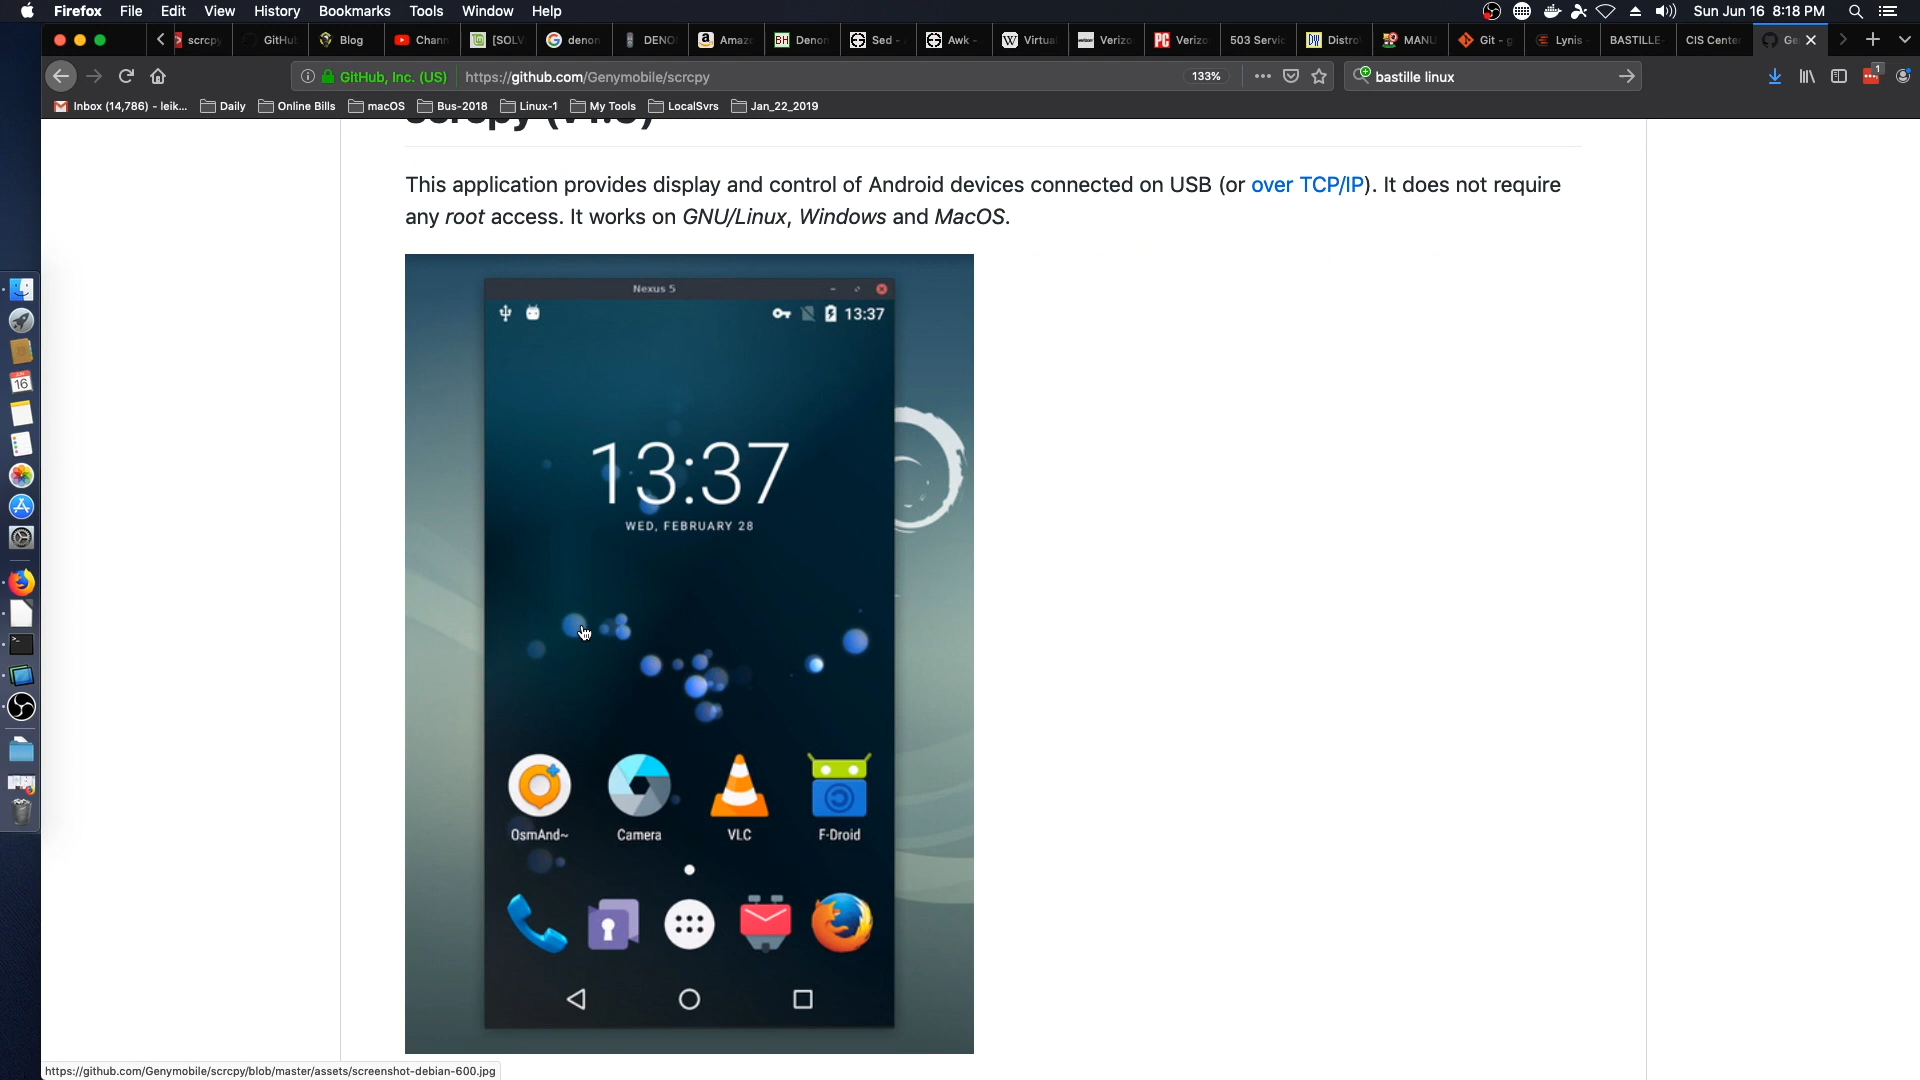 Firefox File Edit View History Bookmarks Tools Window Help Sun Jun 16 8:18 PM
scrcpy GitHub Blog Chann [SOLV denon DENO Amaz Denon Sed - Awk - Virtua Verizo Verizo 503 Servic Distro MANU Git - g Lynis - BASTILLE- CIS Center Ge
GitHub, Inc. (US) https://github.com/Genymobile/scrcpy 133% bastille linux 1
Inbox (14,786) - leik... Daily Online Bills macOS Bus-2018 Linux-1 My Tools LocalSvrs Jan_22_2019
This application provides display and control of Android devices connected on USB (or over TCP/IP). It does not require
any root access. It works on GNU/Linux, Windows and MacOS.
Nexus 5
13:37
13:37
WED, FEBRUARY 28
OsmAnd~ Camera VLC F-Droid
JUN
16
https://github.com/Genymobile/scrcpy/blob/master/assets/screenshot-debian-600.jpg